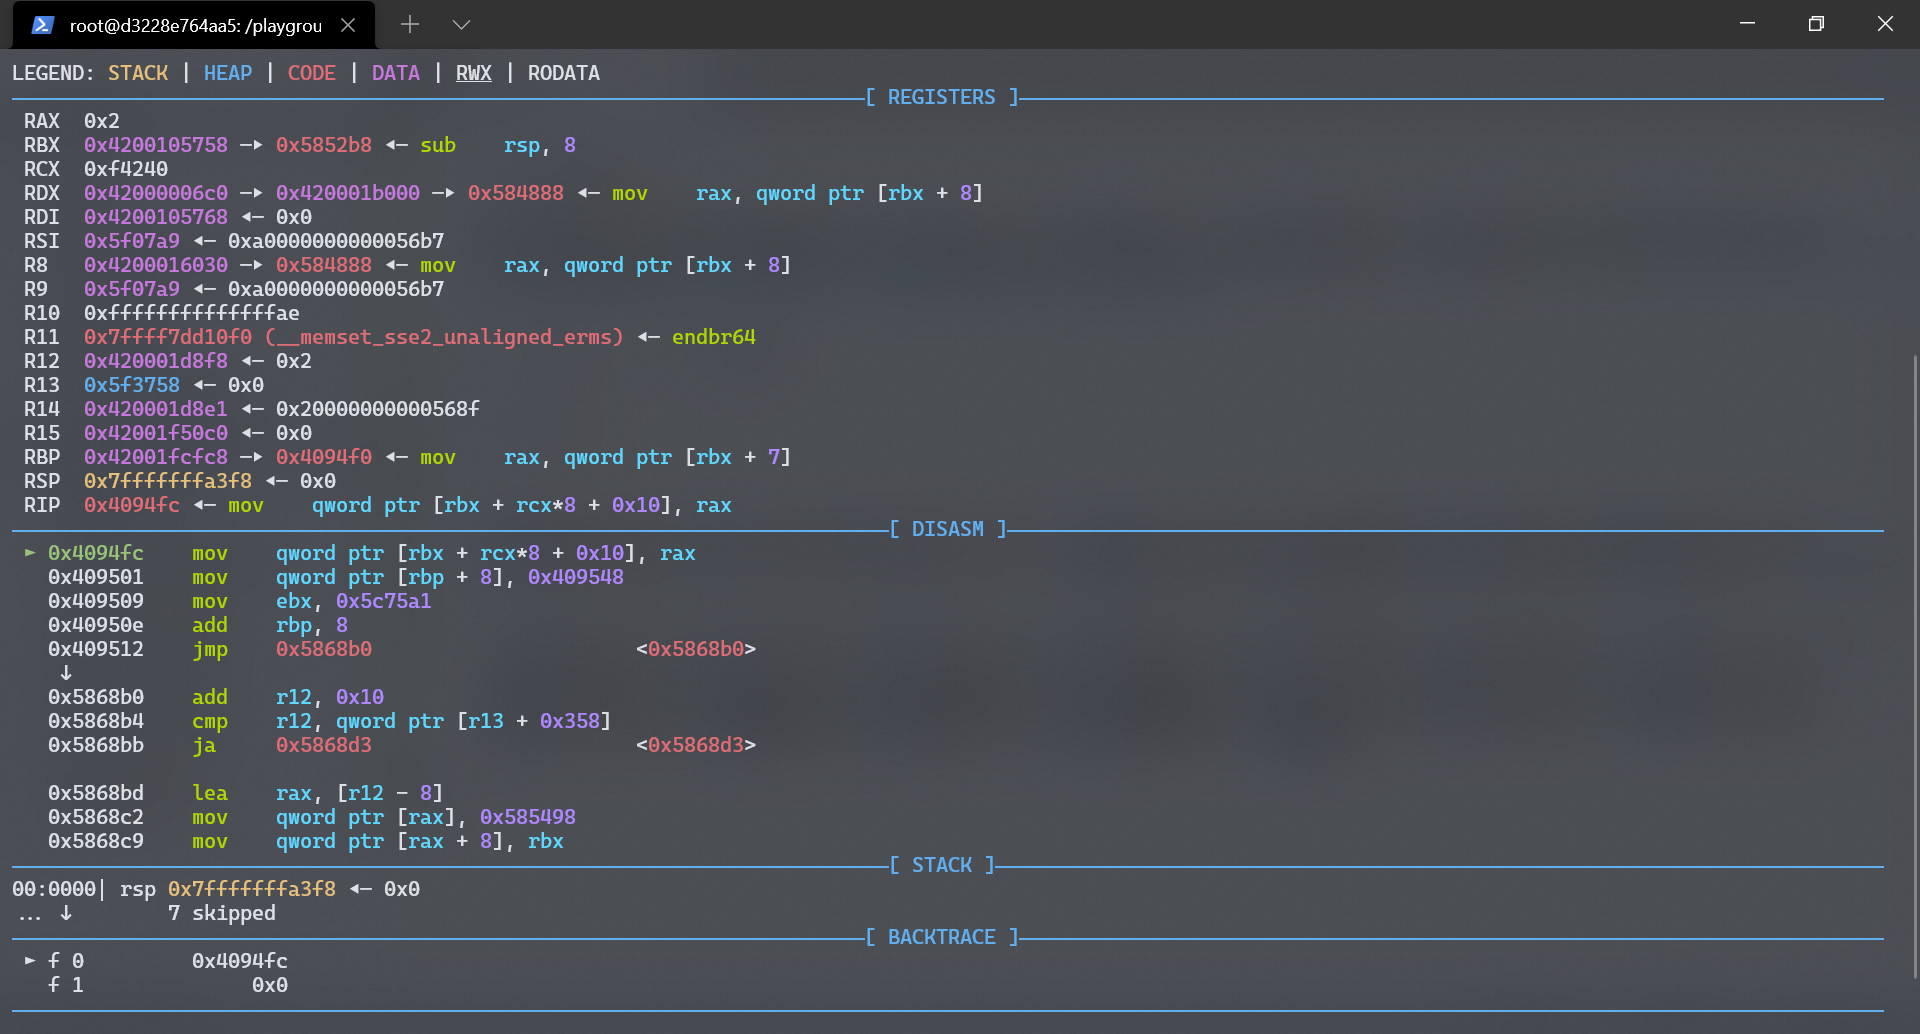 root@d3228e764aa5: /playgrou
LEGEND: STACK | HEAP | CODE | DATA | RWX | RODATA
[ REGISTERS ]
RAX  0x2
RBX  0x4200105758 —▸ 0x5852b8 ◂— sub    rsp, 8
RCX  0xf4240
RDX  0x42000006c0 —▸ 0x420001b000 —▸ 0x584888 ◂— mov    rax, qword ptr [rbx + 8]
RDI  0x4200105768 ◂— 0x0
RSI  0x5f07a9 ◂— 0xa0000000000056b7
R8   0x4200016030 —▸ 0x584888 ◂— mov    rax, qword ptr [rbx + 8]
R9   0x5f07a9 ◂— 0xa0000000000056b7
R10  0xffffffffffffffae
R11  0x7ffff7dd10f0 (__memset_sse2_unaligned_erms) ◂— endbr64
R12  0x420001d8f8 ◂— 0x2
R13  0x5f3758 ◂— 0x0
R14  0x420001d8e1 ◂— 0x20000000000568f
R15  0x42001f50c0 ◂— 0x0
RBP  0x42001fcfc8 —▸ 0x4094f0 ◂— mov    rax, qword ptr [rbx + 7]
RSP  0x7fffffffa3f8 ◂— 0x0
RIP  0x4094fc ◂— mov    qword ptr [rbx + rcx*8 + 0x10], rax
[ DISASM ]
► 0x4094fc    mov    qword ptr [rbx + rcx*8 + 0x10], rax
0x409501    mov    qword ptr [rbp + 8], 0x409548
0x409509    mov    ebx, 0x5c75a1
0x40950e    add    rbp, 8
0x409512    jmp    0x5868b0                      <0x5868b0>
↓
0x5868b0    add    r12, 0x10
0x5868b4    cmp    r12, qword ptr [r13 + 0x358]
0x5868bb    ja     0x5868d3                      <0x5868d3>
0x5868bd    lea    rax, [r12 - 8]
0x5868c2    mov    qword ptr [rax], 0x585498
0x5868c9    mov    qword ptr [rax + 8], rbx
[ STACK ]
00:0000│ rsp 0x7fffffffa3f8 ◂— 0x0
... ↓        7 skipped
[ BACKTRACE ]
► f 0         0x4094fc
f 1              0x0